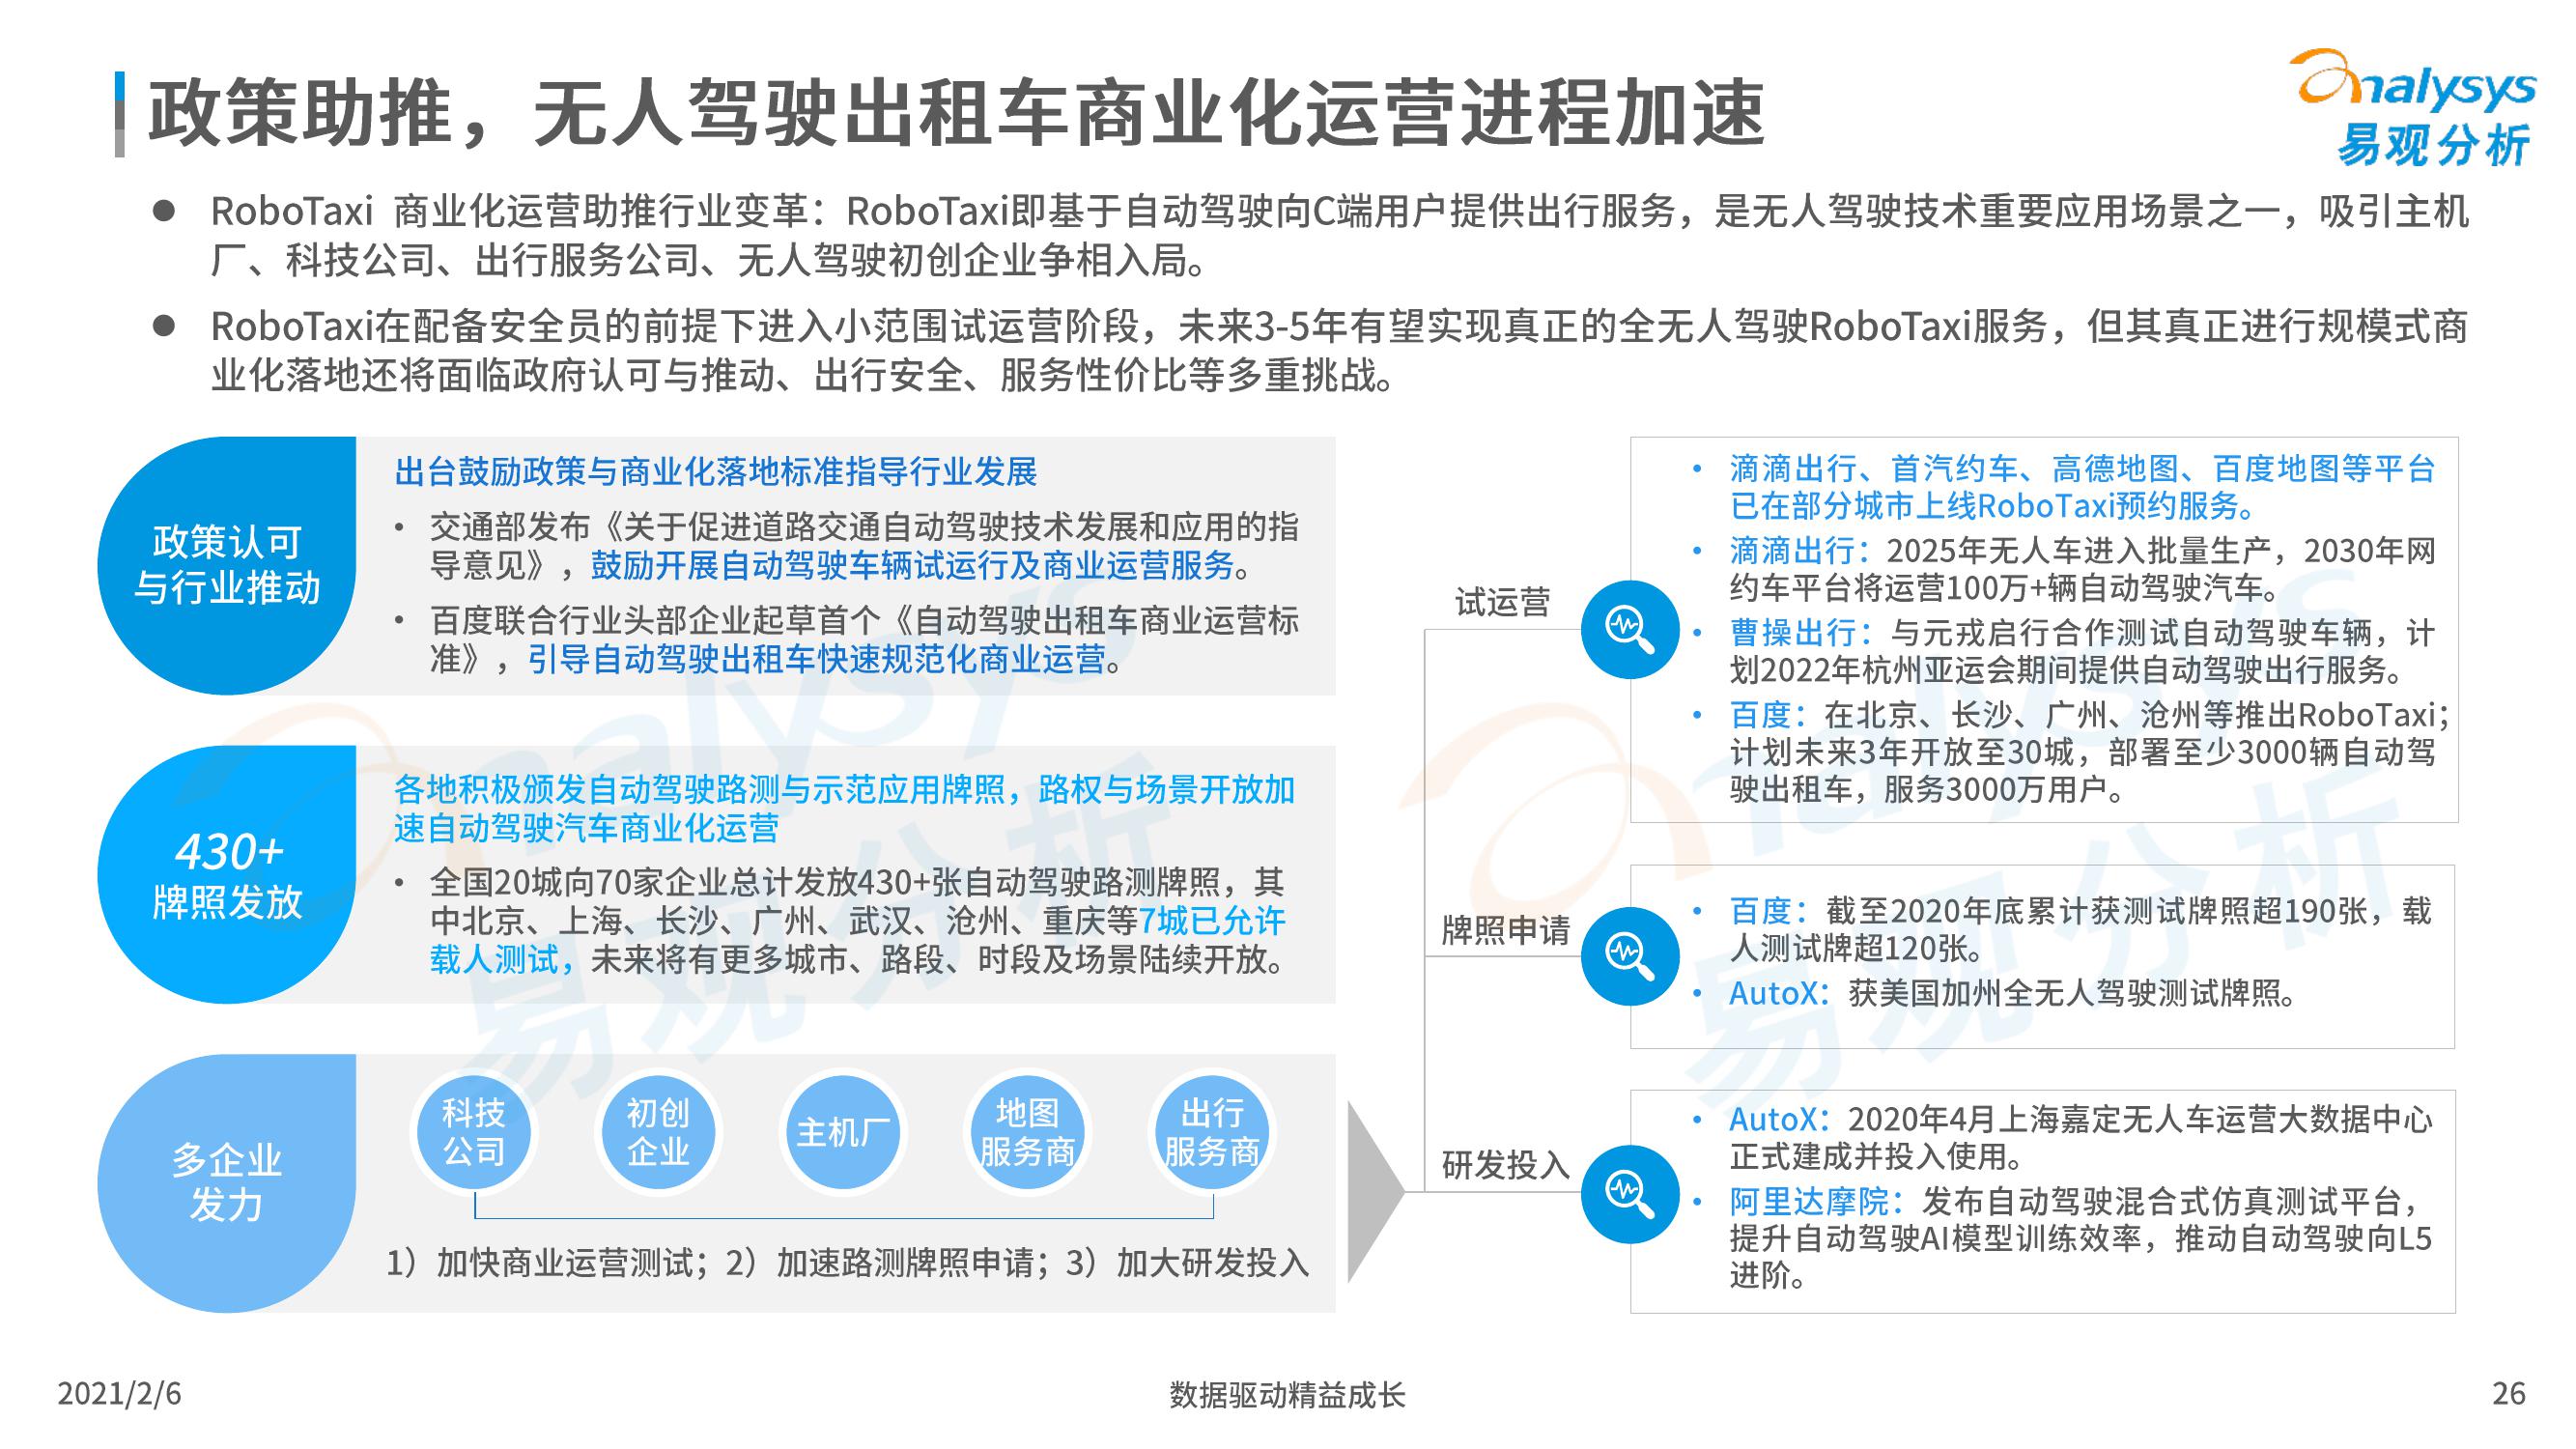 政策助推，无人驾驶出租车商业化运营进程加速
analysys
易观分析
● RoboTaxi 商业化运营助推行业变革：RoboTaxi即基于自动驾驶向C端用户提供出行服务，是无人驾驶技术重要应用场景之一，吸引主机
厂、科技公司、出行服务公司、无人驾驶初创企业争相入局。
● RoboTaxi在配备安全员的前提下进入小范围试运营阶段，未来3-5年有望实现真正的全无人驾驶RoboTaxi服务，但其真正进行规模式商
业化落地还将面临政府认可与推动、出行安全、服务性价比等多重挑战。
政策认可
与行业推动
出台鼓励政策与商业化落地标准指导行业发展
• 交通部发布《关于促进道路交通自动驾驶技术发展和应用的指
导意见》，鼓励开展自动驾驶车辆试运行及商业运营服务。
• 百度联合行业头部企业起草首个《自动驾驶出租车商业运营标
准》，引导自动驾驶出租车快速规范化商业运营。
430+
牌照发放
各地积极颁发自动驾驶路测与示范应用牌照，路权与场景开放加
速自动驾驶汽车商业化运营
• 全国20城向70家企业总计发放430+张自动驾驶路测牌照，其
中北京、上海、长沙、广州、武汉、沧州、重庆等7城已允许
载人测试，未来将有更多城市、路段、时段及场景陆续开放。
多企业
发力
科技
公司
初创
企业
主机厂
地图
服务商
出行
服务商
1）加快商业运营测试；2）加速路测牌照申请；3）加大研发投入
试运营
• 滴滴出行、首汽约车、高德地图、百度地图等平台
已在部分城市上线RoboTaxi预约服务。
• 滴滴出行：2025年无人车进入批量生产，2030年网
约车平台将运营100万+辆自动驾驶汽车。
• 曹操出行：与元戎启行合作测试自动驾驶车辆，计
划2022年杭州亚运会期间提供自动驾驶出行服务。
• 百度：在北京、长沙、广州、沧州等推出RoboTaxi；
计划未来3年开放至30城，部署至少3000辆自动驾
驶出租车，服务3000万用户。
牌照申请
• 百度：截至2020年底累计获测试牌照超190张，载
人测试牌超120张。
• AutoX：获美国加州全无人驾驶测试牌照。
研发投入
• AutoX：2020年4月上海嘉定无人车运营大数据中心
正式建成并投入使用。
• 阿里达摩院：发布自动驾驶混合式仿真测试平台，
提升自动驾驶AI模型训练效率，推动自动驾驶向L5
进阶。
analysys
易观分析
analysys
易观分析
2021/2/6
数据驱动精益成长
26